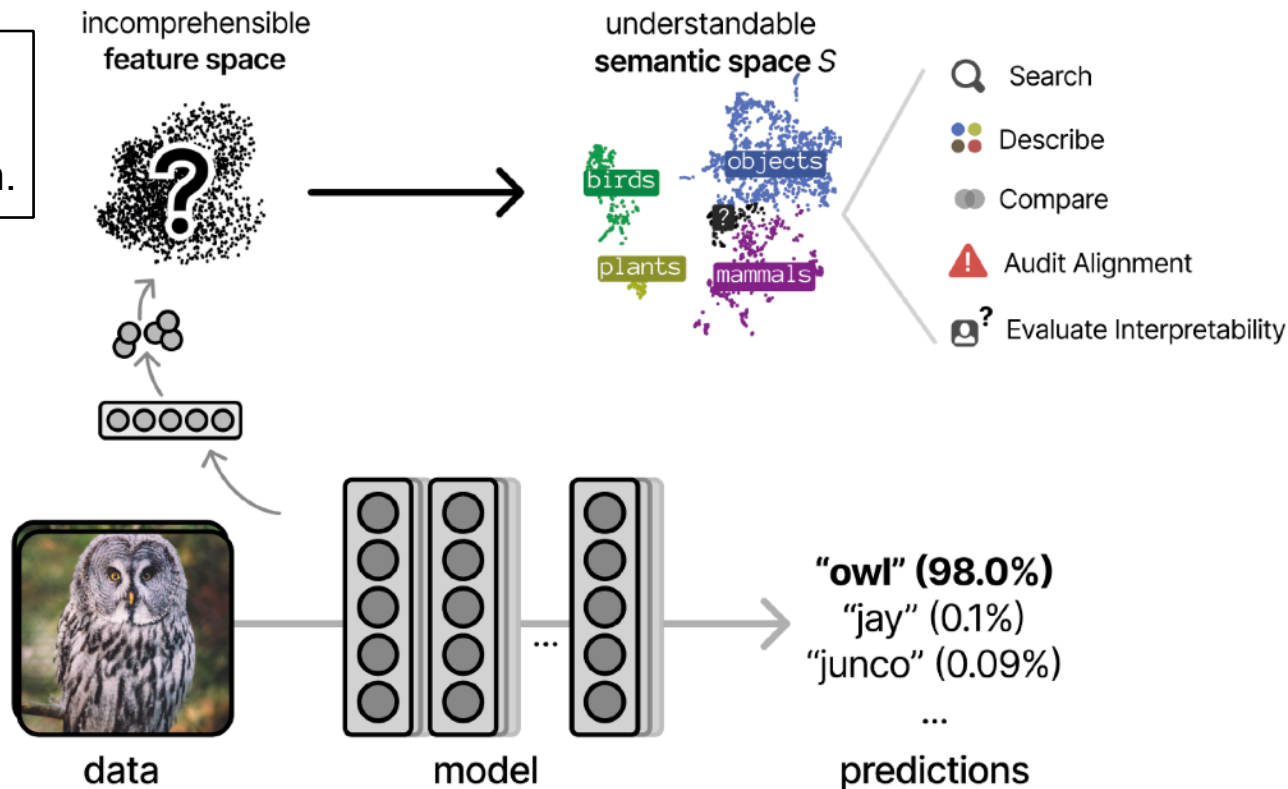 incomprehensible
feature space
?
understandable
semantic space S
birds
objects
?
plants
mammals
Search
Describe
Compare
! Audit Alignment
? Evaluate Interpretability
...
"owl" (98.0%)
"jay" (0.1%)
"junco" (0.09%)
...
data
model
predictions